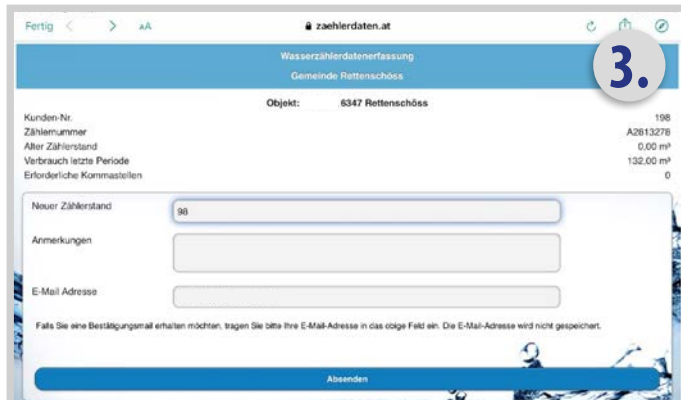 Fertig < > AA zaehlerdaten.at
3.
Wasserzählerdatenerfassung
Gemeinde Rettenschöss
Objekt: 6347 Rettenschöss
Kunden-Nr. 198
Zählernummer A2813278
Alter Zählerstand 0,00 m³
Verbrauch letzte Periode 132,00 m³
Erforderliche Kommastellen 0
Neuer Zählerstand 98
Anmerkungen
E-Mail Adresse
Falls Sie eine Bestätigungsmail erhalten möchten, tragen Sie bitte Ihre E-Mail-Adresse in das obige Feld ein. Die E-Mail-Adresse wird nicht gespeichert.
Absenden